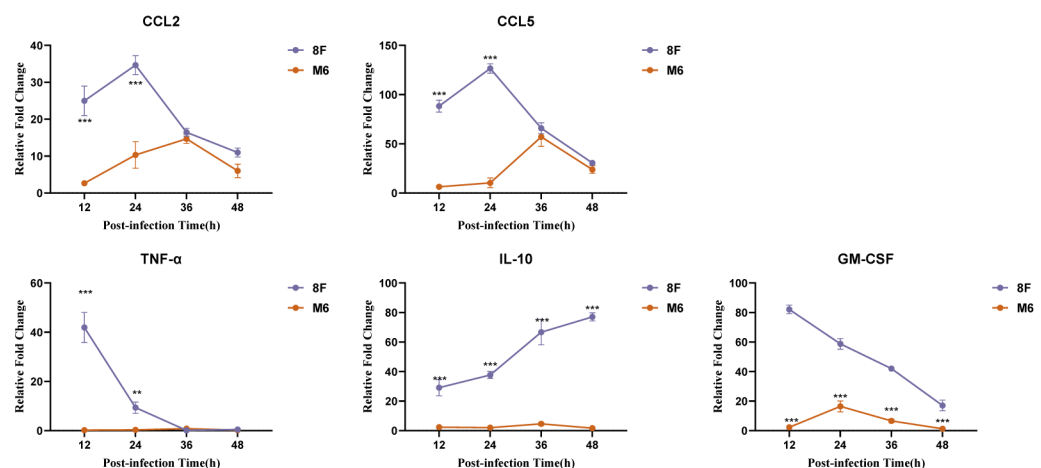 CCL2
CCL5
40
30
20
10
0
Relative Fold Change
***
***
12 24 36 48
Post-infection Time(h)
8F
M6
150
100
50
0
Relative Fold Change
***
***
12 24 36 48
Post-infection Time(h)
8F
M6
TNF-α
IL-10
GM-CSF
60
40
20
0
Relative Fold Change
***
**
12 24 36 48
Post-infection Time(h)
8F
M6
100
80
60
40
20
0
Relative Fold Change
***
***
***
***
12 24 36 48
Post-infection Time(h)
8F
M6
100
80
60
40
20
0
Relative Fold Change
***
***
***
***
12 24 36 48
Post-infection Time(h)
8F
M6